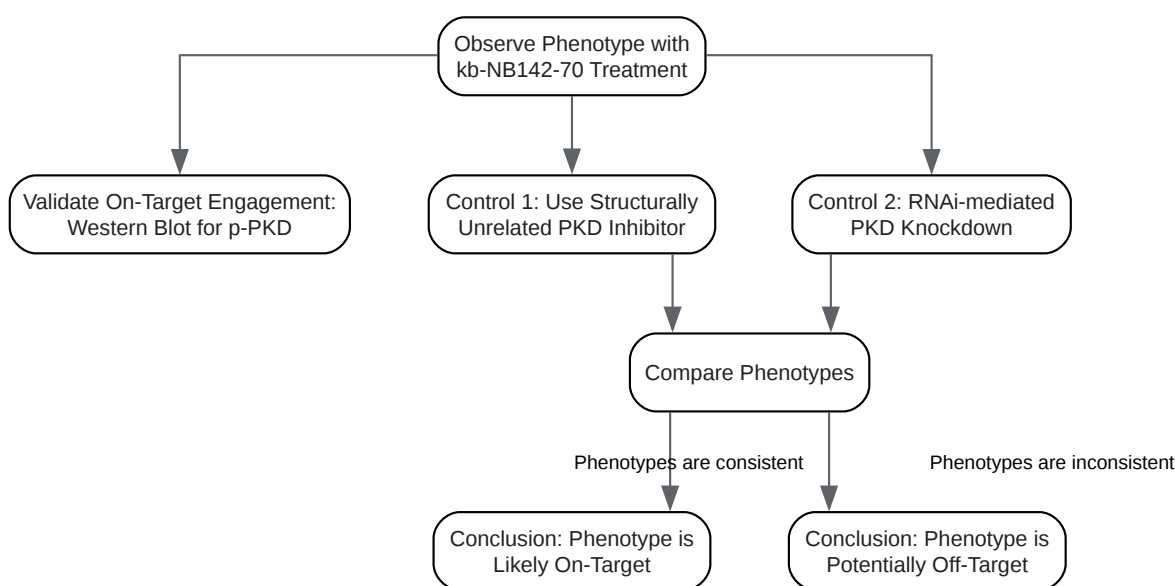 Observe Phenotype with
kb-NB142-70 Treatment
Validate On-Target Engagement:
Western Blot for p-PKD
Control 1: Use Structurally
Unrelated PKD Inhibitor
Control 2: RNAi-mediated
PKD Knockdown
Compare Phenotypes
Phenotypes are consistent
Phenotypes are inconsistent
Conclusion: Phenotype is
Likely On-Target
Conclusion: Phenotype is
Potentially Off-Target